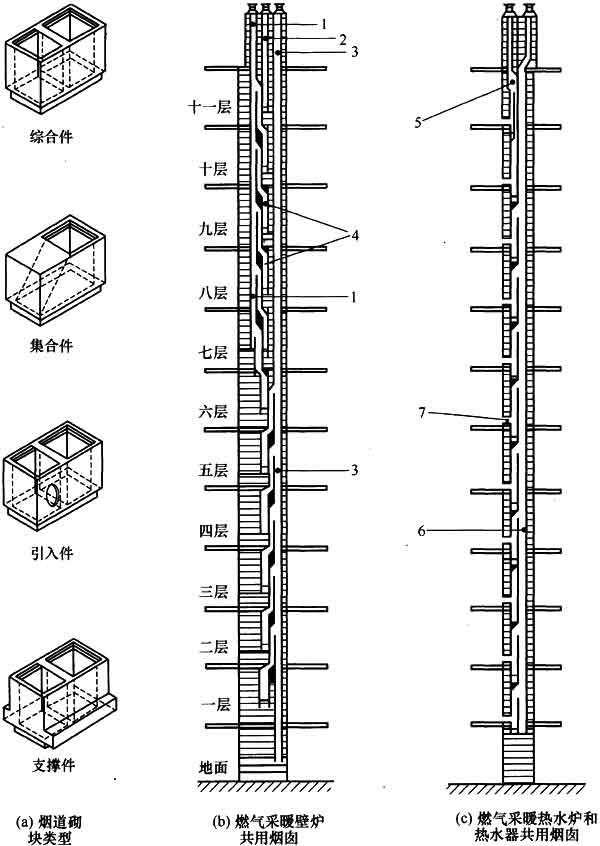 综合件
集合件
引入件
支撑件
(a) 烟道砌
块类型
1
2
3
十一层
十层
九层
4
八层
1
七层
六层
五层
3
四层
三层
二层
一层
地面
(b) 燃气采暖壁炉
共用烟囱
5
7
6
(c) 燃气采暖热水炉和
热水器共用烟囱